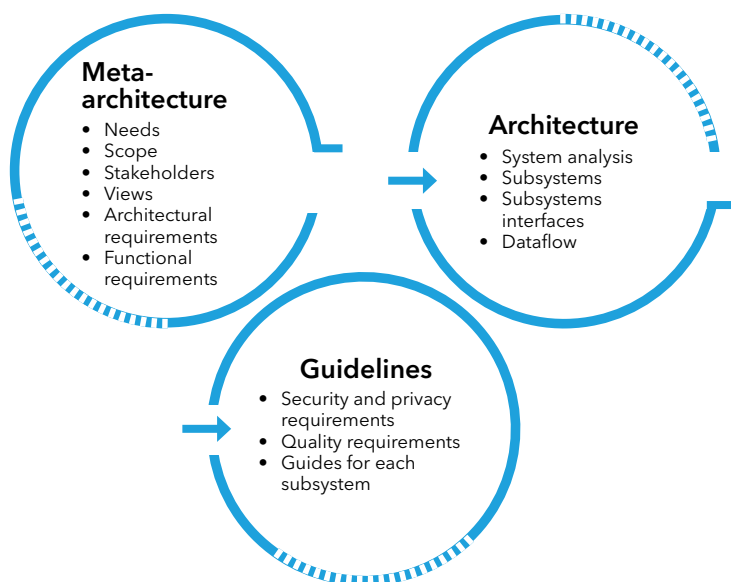 Meta-
architecture
• Needs
• Scope
• Stakeholders
• Views
• Architectural
requirements
• Functional
requirements
Architecture
• System analysis
• Subsystems
• Subsystems
interfaces
• Dataflow
Guidelines
• Security and privacy
requirements
• Quality requirements
• Guides for each
subsystem